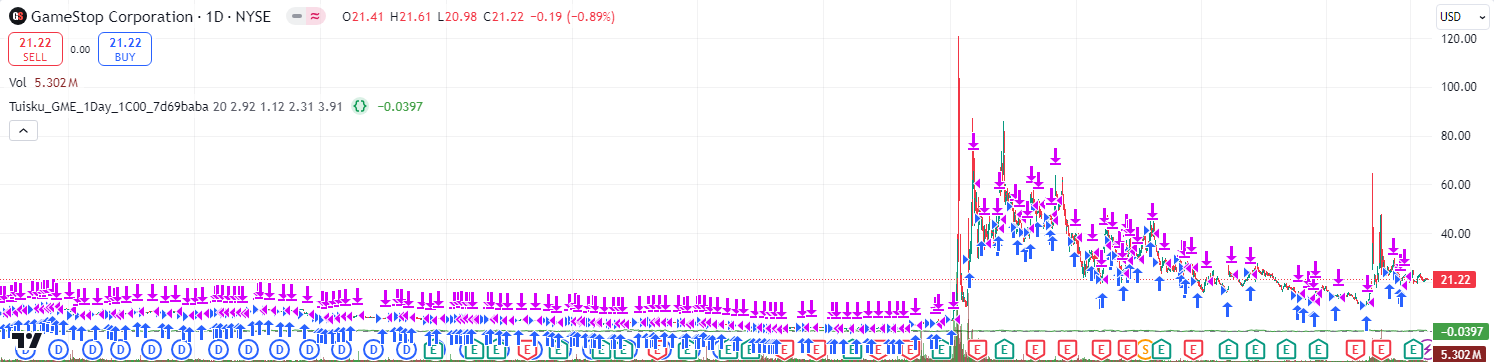 GS GameStop Corporation · 1D · NYSE O21.41 H21.61 L20.98 C21.22 −0.19 (−0.89%)
USD
21.22 SELL
0.00
21.22 BUY
Vol 5.302 M
Tuisku_GME_1Day_1C00_7d69baba 20 2.92 1.12 2.31 3.91 {} −0.0397
120.00
100.00
80.00
60.00
40.00
21.22
−0.0397
5.302 M
D D D D D D D D D D D D E E E E E E E E E E E E E E E E E E E E E E S E E E E E E E E E